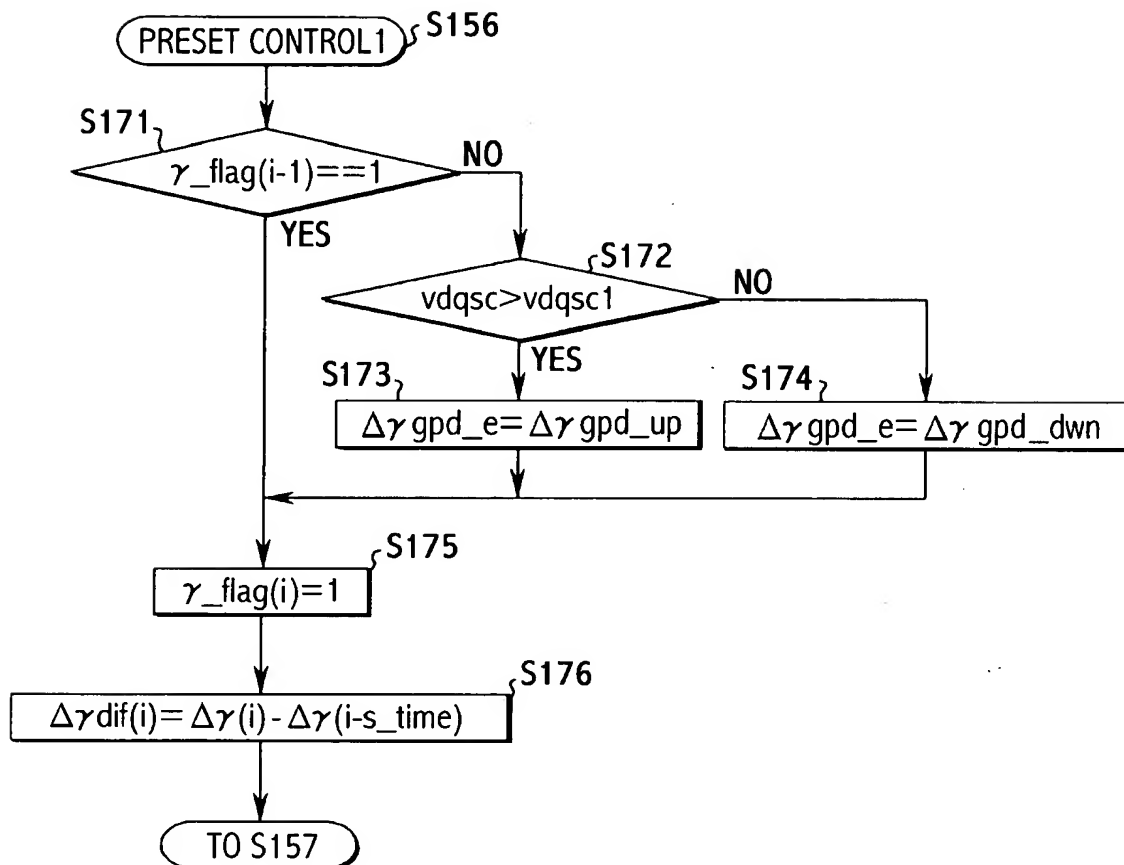 PRESET CONTROL1
S156
S171
γ_flag(i-1)==1
NO
YES
S172
vdqsc>vdqsc1
NO
YES
S173
Δγgpd_e=Δγgpd_up
S174
Δγgpd_e=Δγgpd_dwn
S175
γ_flag(i)=1
S176
Δγdif(i)=Δγ(i)-Δγ(i-s_time)
TO S157